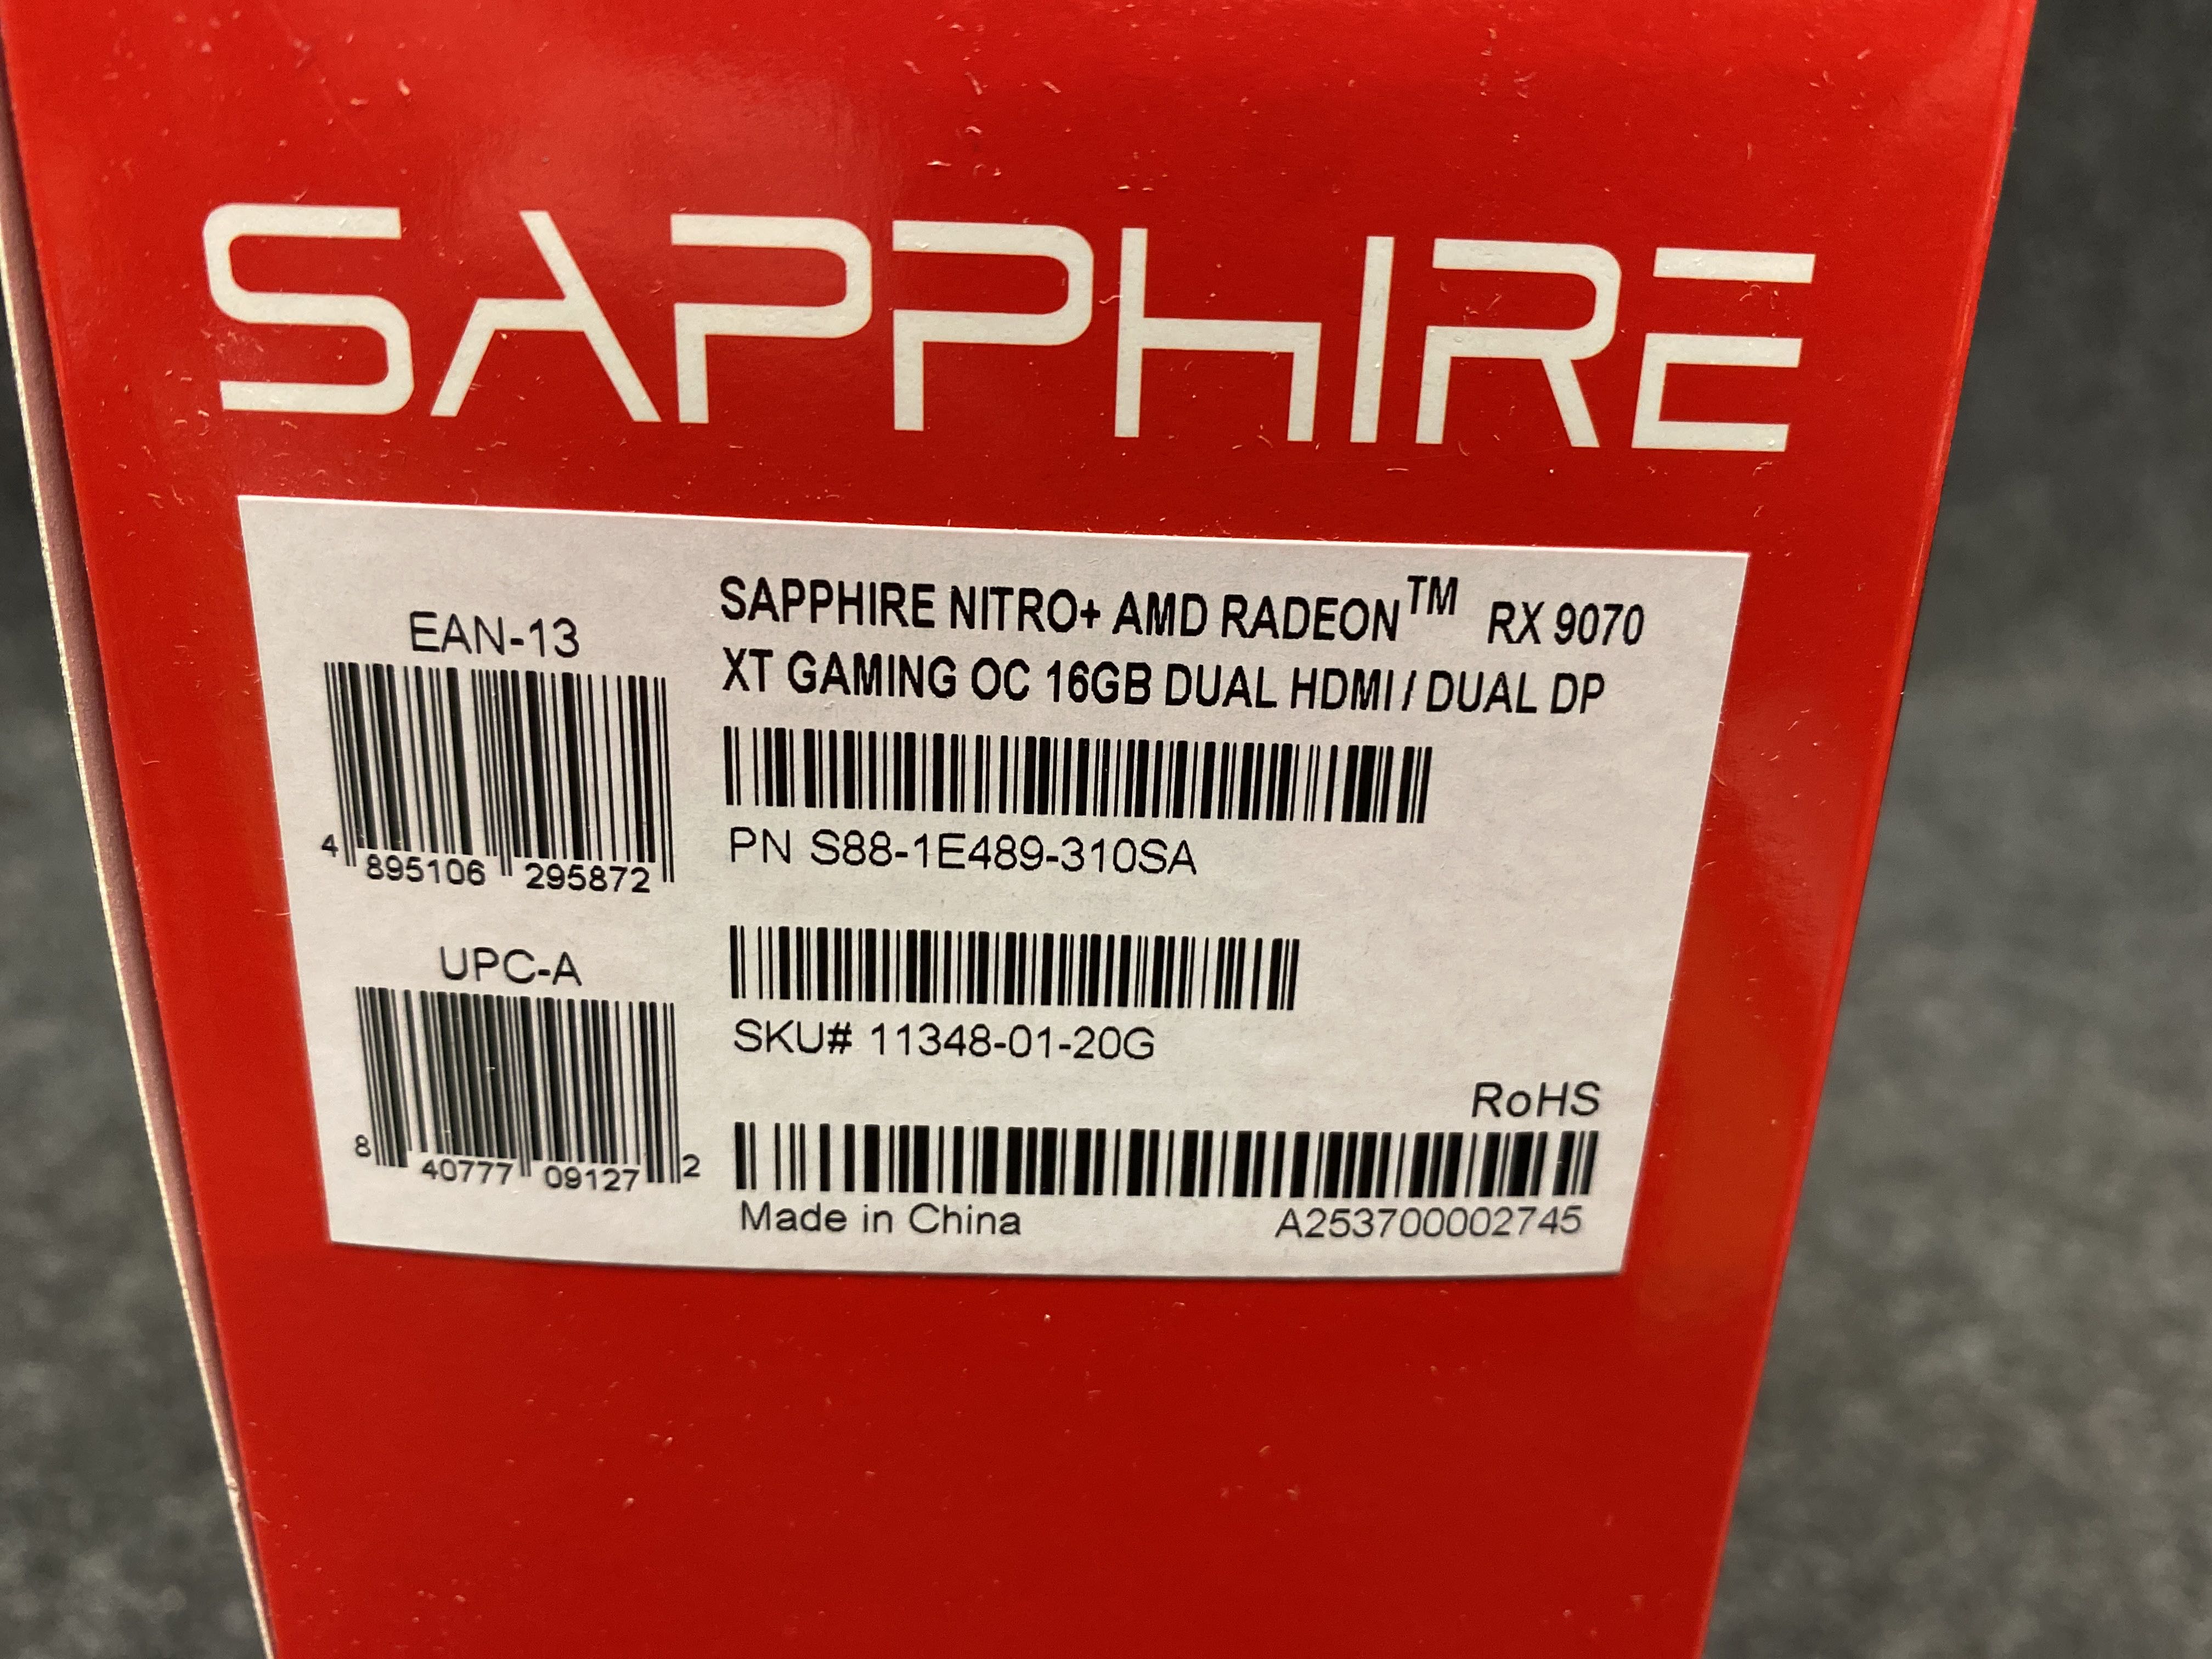 SAPPHIRE
SAPPHIRE NITRO+ AMD RADEON™ RX 9070
XT GAMING OC 16GB DUAL HDMI / DUAL DP
EAN-13
4 895106 295872
PN S88-1E489-310SA
UPC-A
8 40777 09127 2
SKU# 11348-01-20G
RoHS
Made in China A253700002745